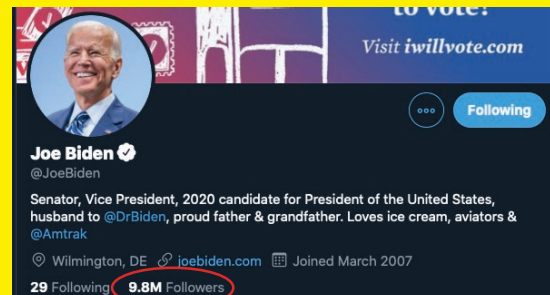 to vote!
Visit iwillvote.com
Following
Joe Biden
@JoeBiden
Senator, Vice President, 2020 candidate for President of the United States,
husband to @DrBiden, proud father & grandfather. Loves ice cream, aviators &
@Amtrak
Wilmington, DE joebiden.com Joined March 2007
29 Following 9.8M Followers